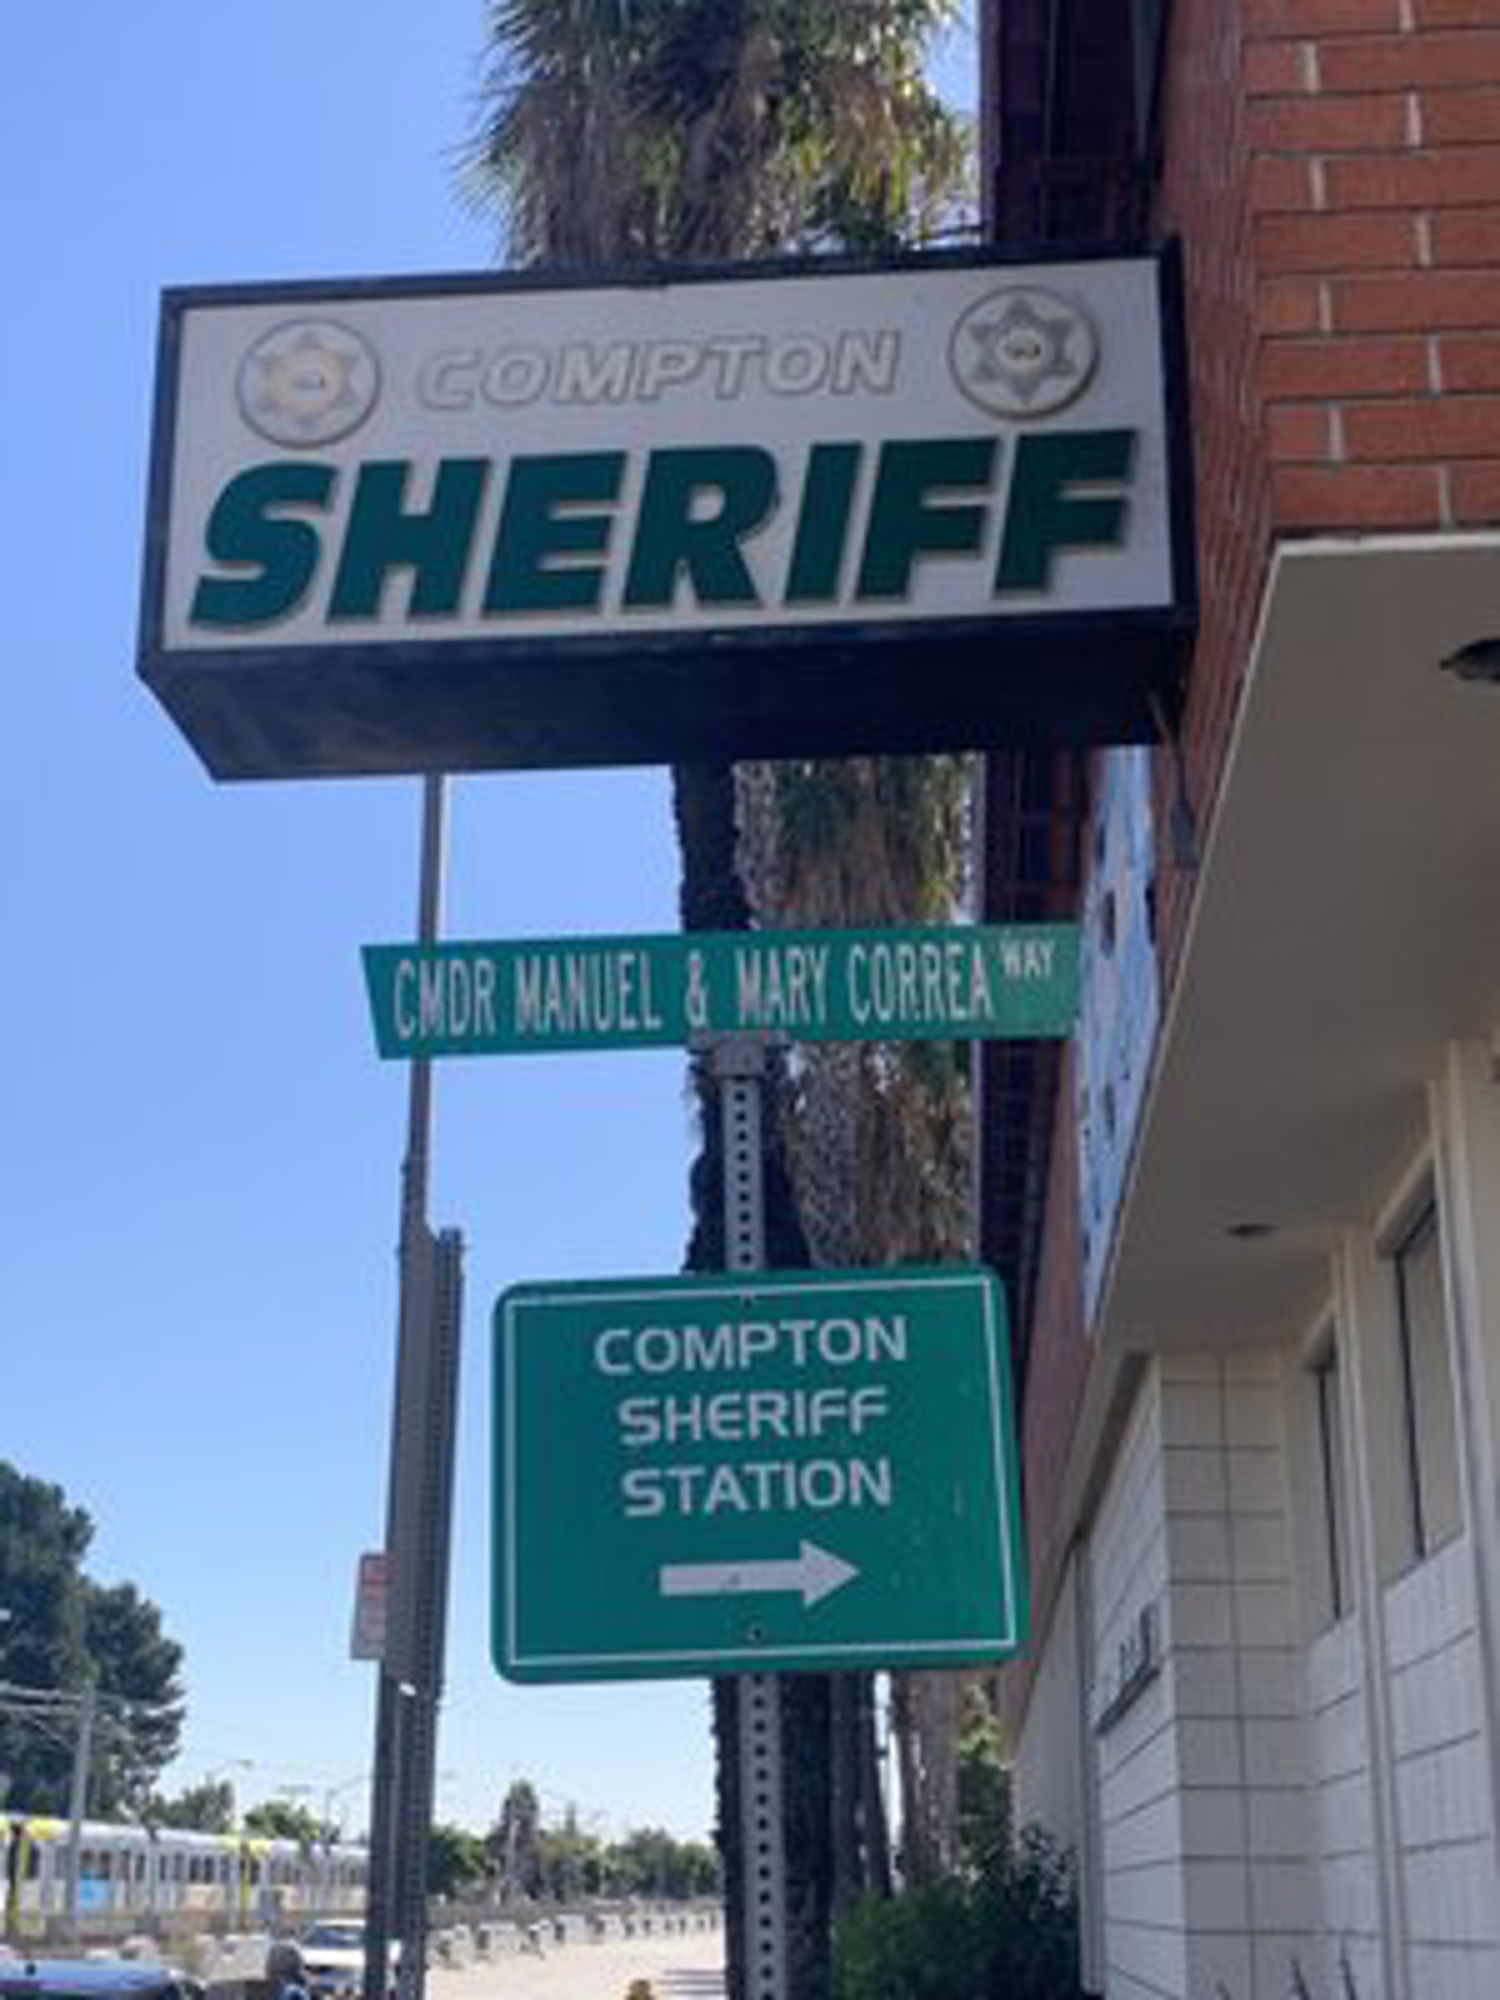 COMPTON
SHERIFF
CMDR MANUEL & MARY CORREA WAY
COMPTON
SHERIFF
STATION